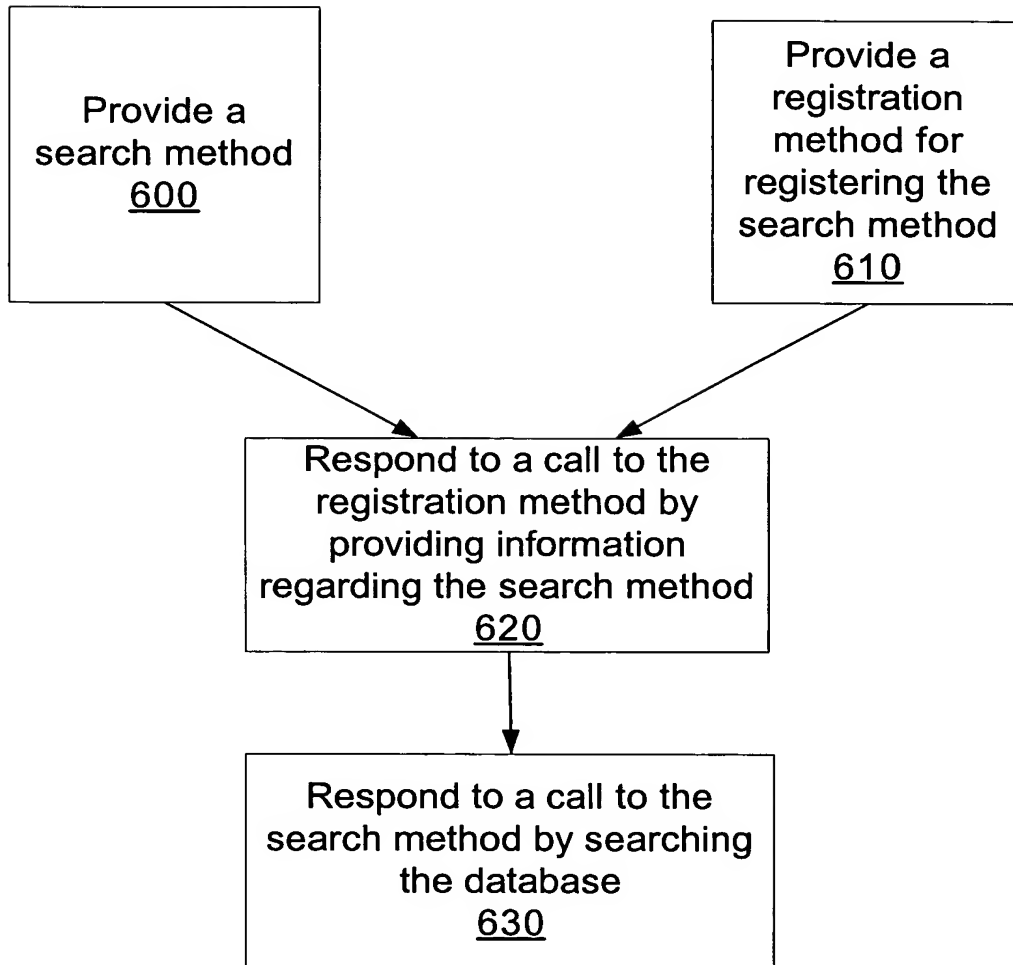 Provide a
search method
600
Provide a
registration
method for
registering the
search method
610
Respond to a call to the
registration method by
providing information
regarding the search method
620
Respond to a call to the
search method by searching
the database
630